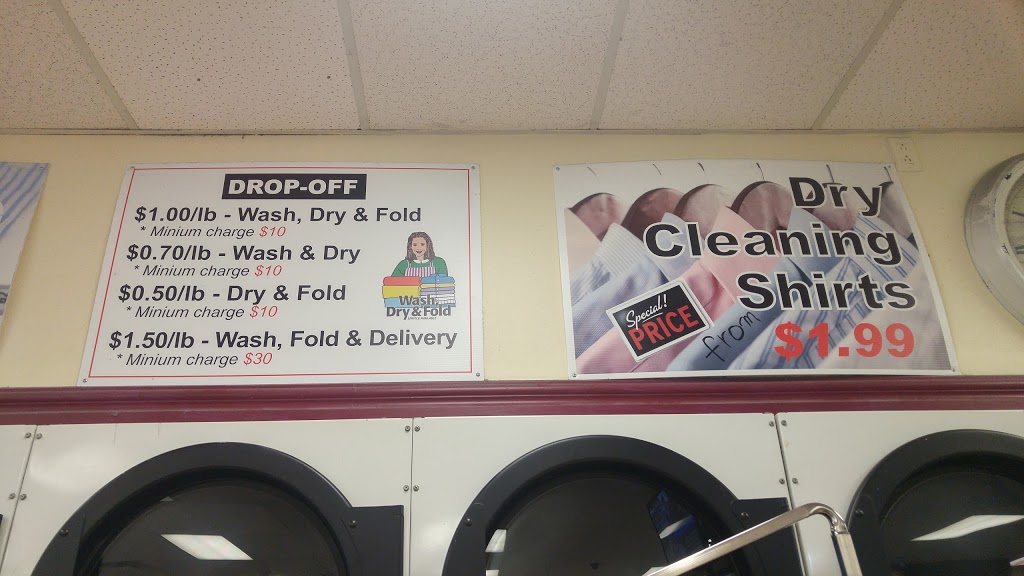 DROP-OFF
$1.00/lb - Wash, Dry & Fold
* Minium charge $10
$0.70/lb - Wash & Dry
* Minium charge $10
$0.50/lb - Dry & Fold
* Minium charge $10
$1.50/lb - Wash, Fold & Delivery
* Minium charge $30
Wash,
Dry & Fold
Dry
Cleaning
Shirts
Special!
PRICE
from
$1.99